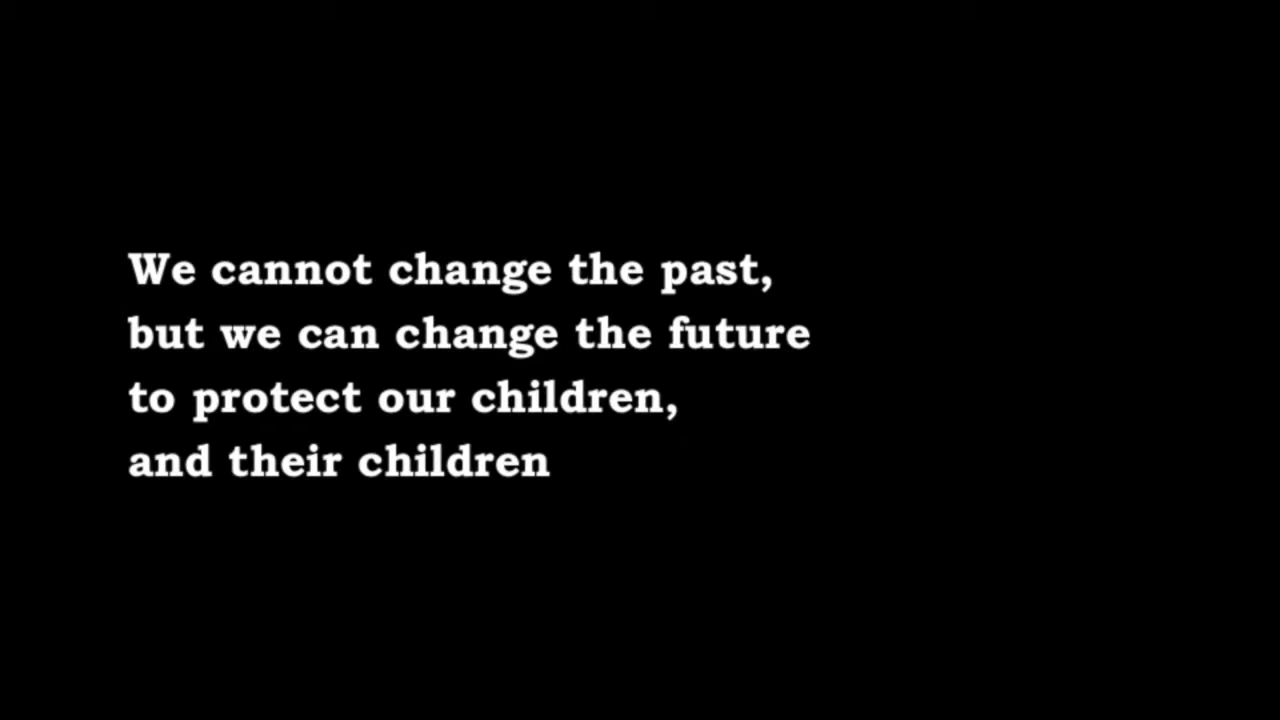 We cannot change the past,
but we can change the future
to protect our children,
and their children